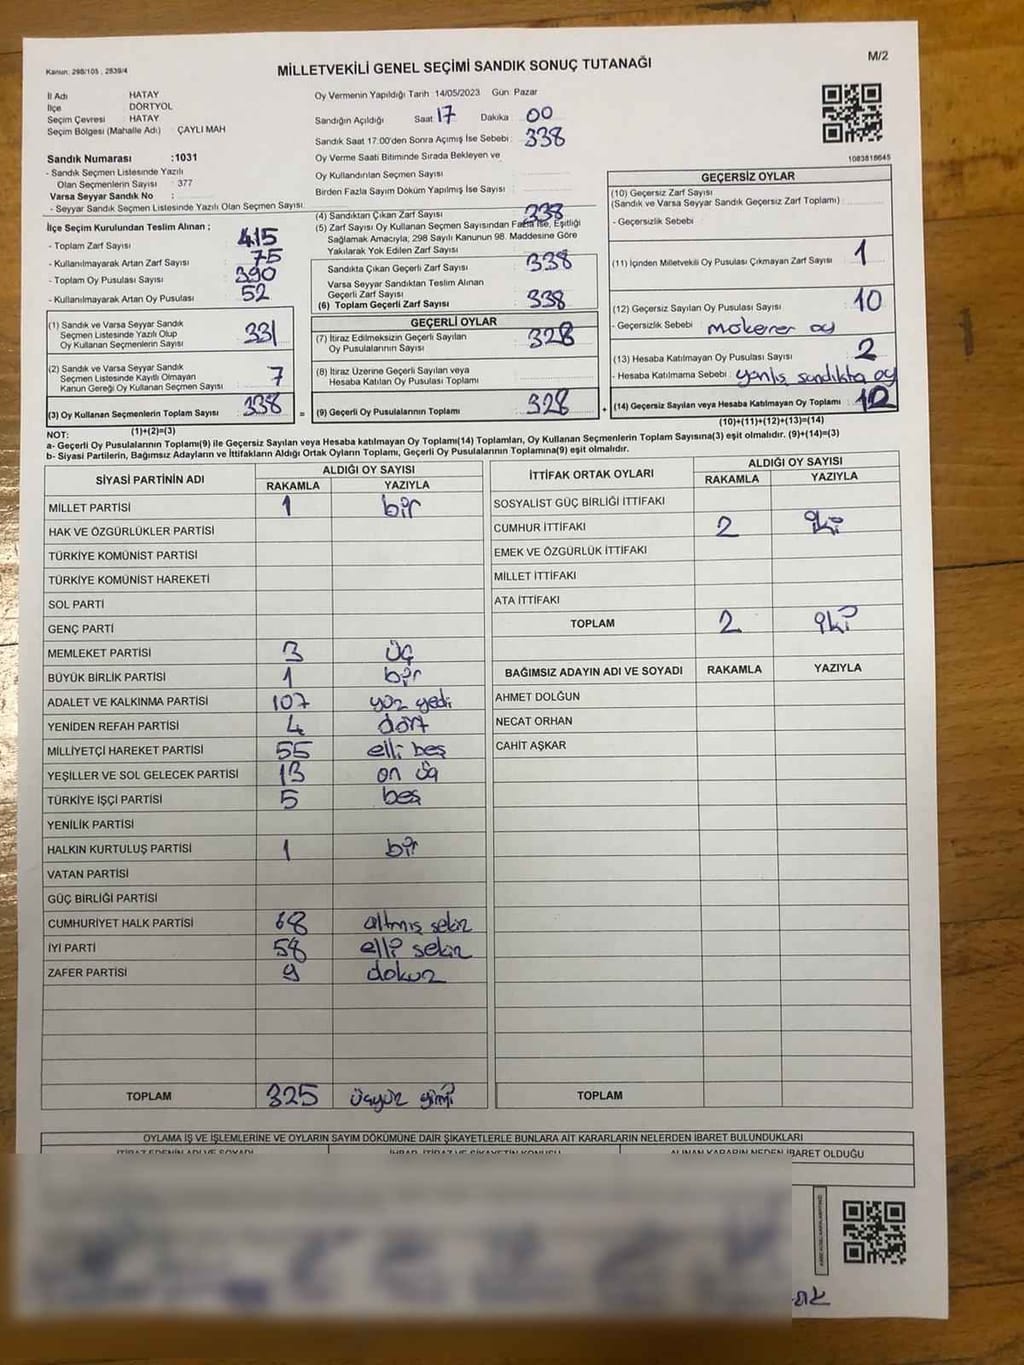 M/2
Kanun: 298/105 , 2839/4
MİLLETVEKİLİ GENEL SEÇİMİ SANDIK SONUÇ TUTANAĞI
İl Adı HATAY
İlçe DÖRTYOL
Seçim Çevresi HATAY
Seçim Bölgesi (Mahalle Adı) ÇAYLI MAH
Sandık Numarası :1031
- Sandık Seçmen Listesinde Yazılı
Olan Seçmenlerin Sayısı : 377
Varsa Seyyar Sandık No :
- Seyyar Sandık Seçmen Listesinde Yazılı Olan Seçmen Sayısı:
Oy Vermenin Yapıldığı Tarih :14/05/2023 Gün: Pazar
Sandığın Açıldığı Saat: 17 Dakika: 00
Sandık Saat 17:00'den Sonra Açılmış İse Sebebi: 338
Oy Verme Saati Bitiminde Sırada Bekleyen ve
Oy Kullandırılan Seçmen Sayısı :
Birden Fazla Sayım Döküm Yapılmış İse Sayısı :
1083818645
İlçe Seçim Kurulundan Teslim Alınan ;
- Toplam Zarf Sayısı 415
- Kullanılmayarak Artan Zarf Sayısı 75
- Toplam Oy Pusulası Sayısı 390
- Kullanılmayarak Artan Oy Pusulası 52
(1) Sandık ve Varsa Seyyar Sandık
Seçmen Listesinde Yazılı Olup
Oy Kullanan Seçmenlerin Sayısı 331
(2) Sandık ve Varsa Seyyar Sandık
Seçmen Listesinde Kayıtlı Olmayan
Kanun Gereği Oy Kullanan Seçmen Sayısı 7
(3) Oy Kullanan Seçmenlerin Toplam Sayısı 338
(1)+(2)=(3)
(4) Sandıktan Çıkan Zarf Sayısı 338
(5) Zarf Sayısı Oy Kullanan Seçmen Sayısından Fazla İse, Eşitliği
Sağlamak Amacıyla, 298 Sayılı Kanunun 98. Maddesine Göre
Yakılarak Yok Edilen Zarf Sayısı
Sandıkta Çıkan Geçerli Zarf Sayısı 338
Varsa Seyyar Sandıktan Teslim Alınan
Geçerli Zarf Sayısı
(6) Toplam Geçerli Zarf Sayısı 338
GEÇERLİ OYLAR
(7) İtiraz Edilmeksizin Geçerli Sayılan
Oy Pusulalarının Sayısı 328
(8) İtiraz Üzerine Geçerli Sayılan veya
Hesaba Katılan Oy Pusulası Toplamı
= (9) Geçerli Oy Pusulalarının Toplamı 328 +
GEÇERSİZ OYLAR
(10) Geçersiz Zarf Sayısı
(Sandık ve Varsa Seyyar Sandık Geçersiz Zarf Toplamı)
- Geçersizlik Sebebi :
(11) İçinden Milletvekili Oy Pusulası Çıkmayan Zarf Sayısı 1
(12) Geçersiz Sayılan Oy Pusulası Sayısı 10
- Geçersizlik Sebebi : mökerer oy
(13) Hesaba Katılmayan Oy Pusulası Sayısı 2
- Hesaba Katılmama Sebebi : yanlış sandıkta oy
(14) Geçersiz Sayılan veya Hesaba Katılmayan Oy Toplamı
(10)+(11)+(12)+(13)=(14)
NOT:
a- Geçerli Oy Pusulalarının Toplamı(9) ile Geçersiz Sayılan veya Hesaba katılmayan Oy Toplamı(14) Toplamları, Oy Kullanan Seçmenlerin Toplam Sayısına(3) eşit olmalıdır. (9)+(14)=(3)
b- Siyasi Partilerin, Bağımsız Adayların ve İttifakların Aldığı Ortak Oyların Toplamı, Geçerli Oy Pusulalarının Toplamına(9) eşit olmalıdır.
SİYASİ PARTİNİN ADI ALDIĞI OY SAYISI
RAKAMLA YAZIYLA
MİLLET PARTİSİ 1 bir
HAK VE ÖZGÜRLÜKLER PARTİSİ
TÜRKİYE KOMÜNİST PARTİSİ
TÜRKİYE KOMÜNİST HAREKETİ
SOL PARTİ
GENÇ PARTİ
MEMLEKET PARTİSİ 3 üç
BÜYÜK BİRLİK PARTİSİ 1 bir
ADALET VE KALKINMA PARTİSİ 107 yüz yedi
YENİDEN REFAH PARTİSİ 4 dört
MİLLİYETÇİ HAREKET PARTİSİ 55 elli beş
YEŞİLLER VE SOL GELECEK PARTİSİ 13 on üç
TÜRKİYE İŞÇİ PARTİSİ 5 beş
YENİLİK PARTİSİ
HALKIN KURTULUŞ PARTİSİ 1 bir
VATAN PARTİSİ
GÜÇ BİRLİĞİ PARTİSİ
CUMHURİYET HALK PARTİSİ 68 altmış sekiz
İYİ PARTİ 58 elli sekiz
ZAFER PARTİSİ 9 dokuz
TOPLAM 325 üçyüz
İTTİFAK ORTAK OYLARI ALDIĞI OY SAYISI
RAKAMLA YAZIYLA
SOSYALİST GÜÇ BİRLİĞİ İTTİFAKI
CUMHUR İTTİFAKI 2 iki
EMEK VE ÖZGÜRLÜK İTTİFAKI
MİLLET İTTİFAKI
ATA İTTİFAKI
TOPLAM 2 iki
BAĞIMSIZ ADAYIN ADI VE SOYADI RAKAMLA YAZIYLA
AHMET DOLĞUN
NECAT ORHAN
CAHİT AŞKAR
TOPLAM
OYLAMA İŞ VE İŞLEMLERİNE VE OYLARIN SAYIM DÖKÜMÜNE DAİR ŞİKAYETLERLE BUNLARA AİT KARARLARIN NELERDEN İBARET BULUNDUKLARI
İTİRAZ EDENİN ADI VE SOYADI İHBAR, İTİRAZ VE ŞİKAYETİN KONUSU ALINAN KARARIN NEDEN İBARET OLDUĞU